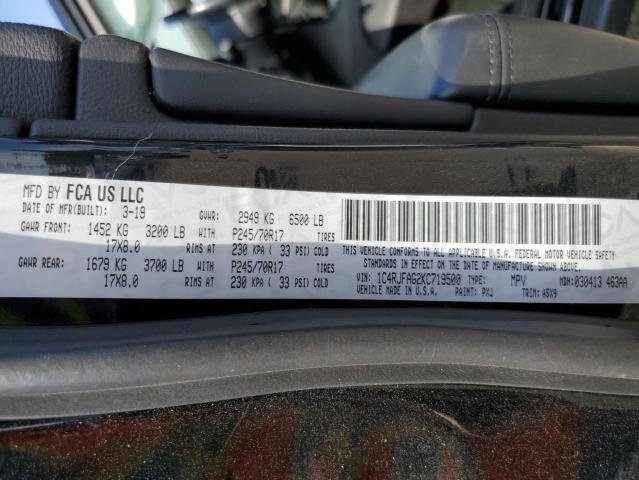 MFD BY FCA US LLC
DATE OF MFR(BUILT): 3-19 GVWR: 2949 KG 6500 LB
GAWR FRONT: 1452 KG 3200 LB WITH P245/70R17 TIRES
17X8.0 RIMS AT 230 KPA ( 33 PSI) COLD
GAWR REAR: 1679 KG 3700 LB WITH P245/70R17 TIRES
17X8.0 RIMS AT 230 KPA ( 33 PSI) COLD
THIS VEHICLE CONFORMS TO ALL APPLICABLE U.S.A. FEDERAL MOTOR VEHICLE SAFETY
STANDARDS IN EFFECT ON THE DATE OF MANUFACTURE SHOWN ABOVE.
VIN: 1C4RJFAG2KC719500 TYPE: MPV MDH:030413 463AA
VEHICLE MADE IN U.S.A. PAINT: PXJ TRIM: A5X9